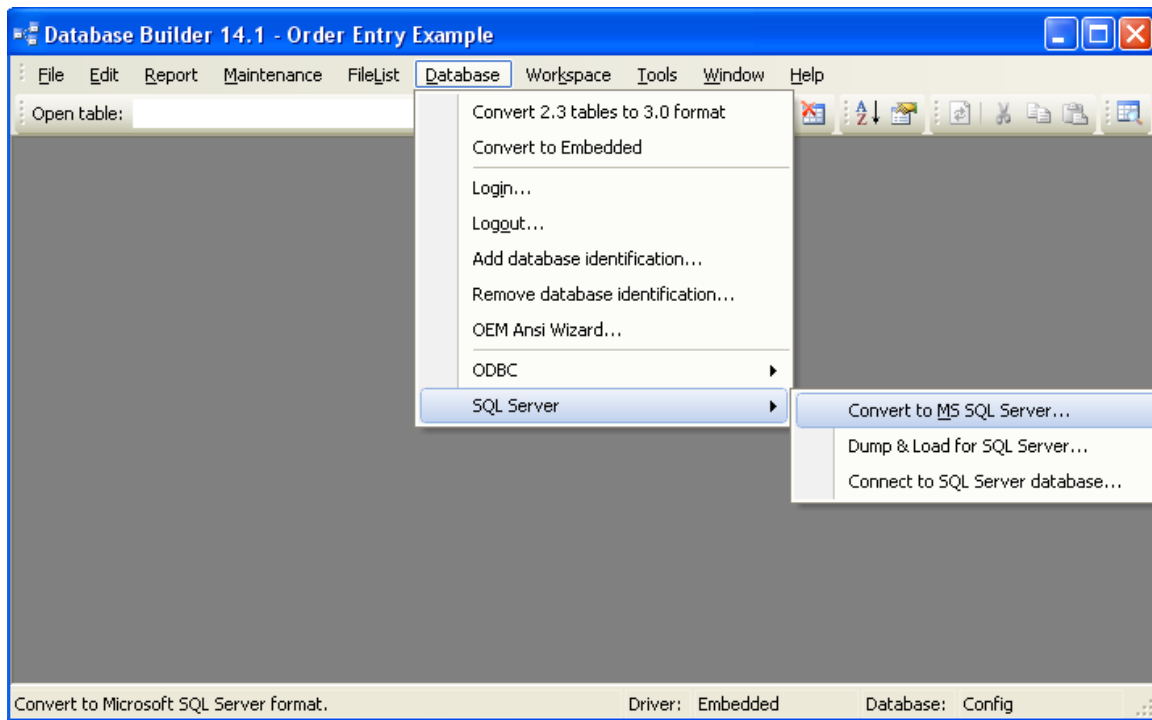 Database Builder 14.1 - Order Entry Example
File Edit Report Maintenance FileList Database Workspace Tools Window Help
Open table:
Convert 2.3 tables to 3.0 format
Convert to Embedded
Login...
Logout...
Add database identification...
Remove database identification...
OEM Ansi Wizard...
ODBC
SQL Server
Convert to MS SQL Server...
Dump & Load for SQL Server...
Connect to SQL Server database...
Convert to Microsoft SQL Server format. Driver: Embedded Database: Config